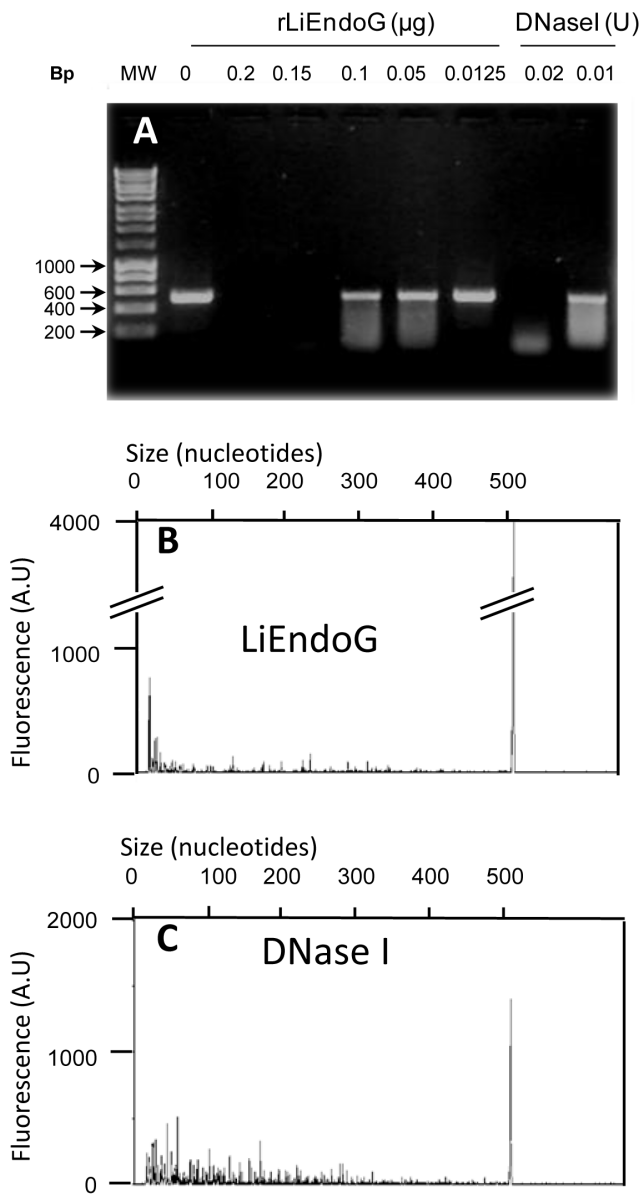 rLiEndoG (µg) DNaseI (U)
Bp MW 0 0.2 0.15 0.1 0.05 0.0125 0.02 0.01
A
1000
600
400
200
Size (nucleotides)
0 100 200 300 400 500
4000
B
LiEndoG
1000
0
Fluorescence (A.U)
Size (nucleotides)
0 100 200 300 400 500
2000
C DNase I
1000
0
Fluorescence (A.U)